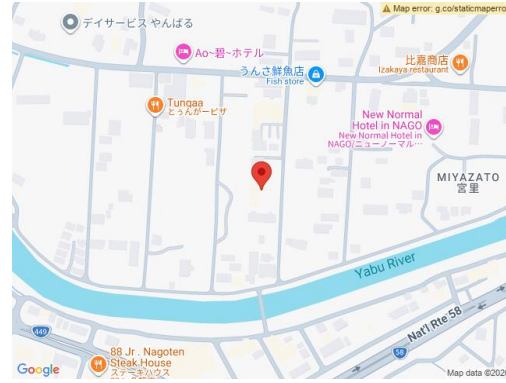 Map error: g.co/staticmaperro
デイサービス やんばる
Ao~碧~ホテル
うんさ鮮魚店
Fish store
比嘉商店
Izakaya restaurant
Tungaa
とぅんがーピザ
New Normal
Hotel in NAGO
New Normal Hotel in
NAGO/ニューノーマル…
MIYAZATO
宮里
Yabu River
Nat'l Rte 58
58
449
88 Jr. Nagoten
Steak House
ステーキハウス
Google
Map data ©2026